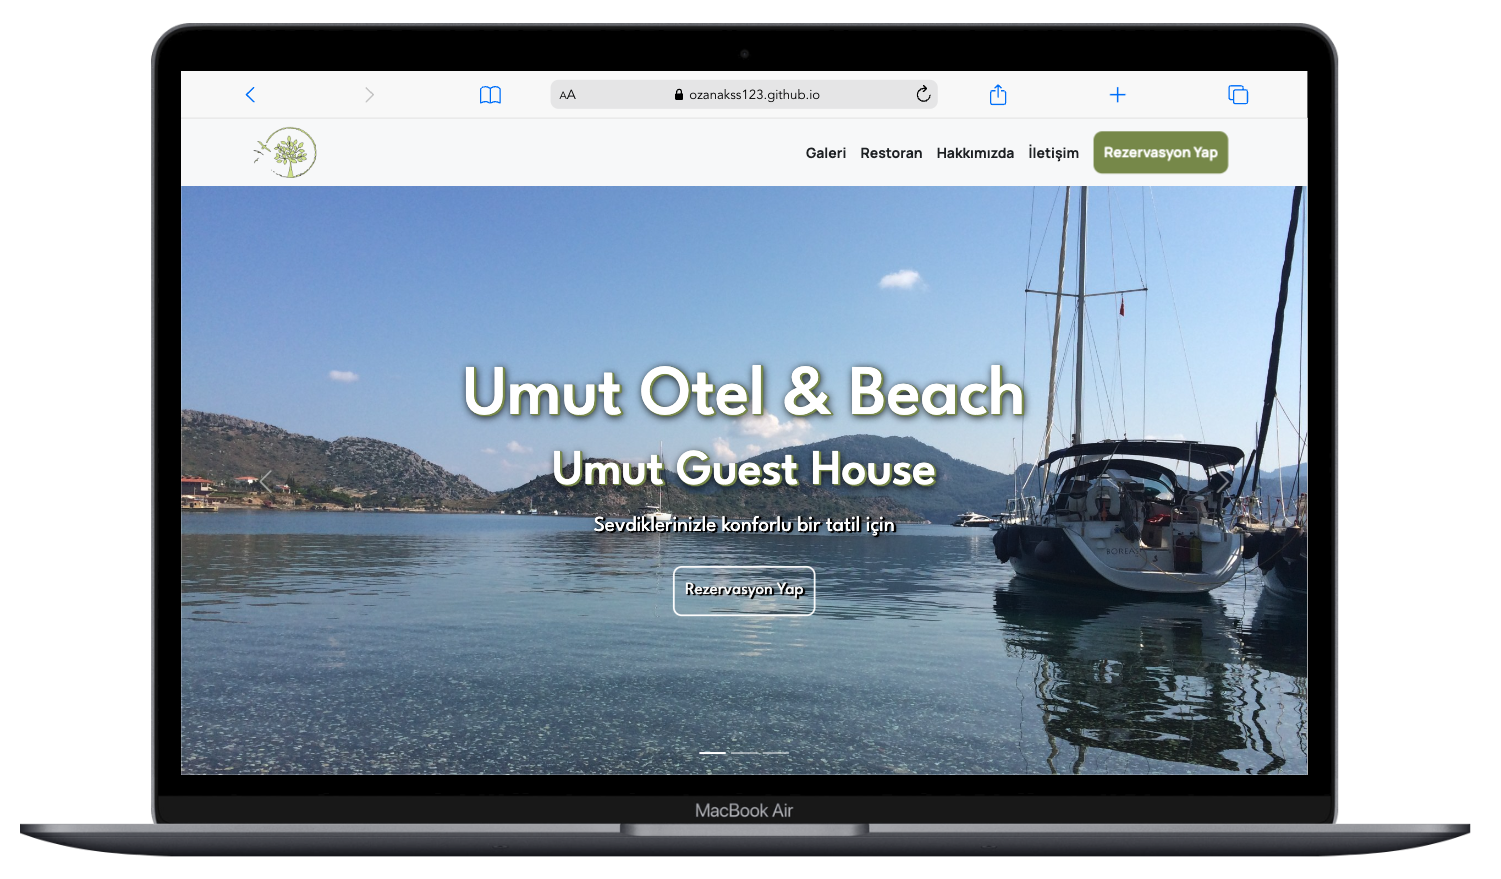 AA ozanakss123.github.io
Galeri Restoran Hakkımızda İletişim Rezervasyon Yap
Umut Otel & Beach
Umut Guest House
Sevdiklerinizle konforlu bir tatil için
BOREAS
Rezervasyon Yap
MacBook Air